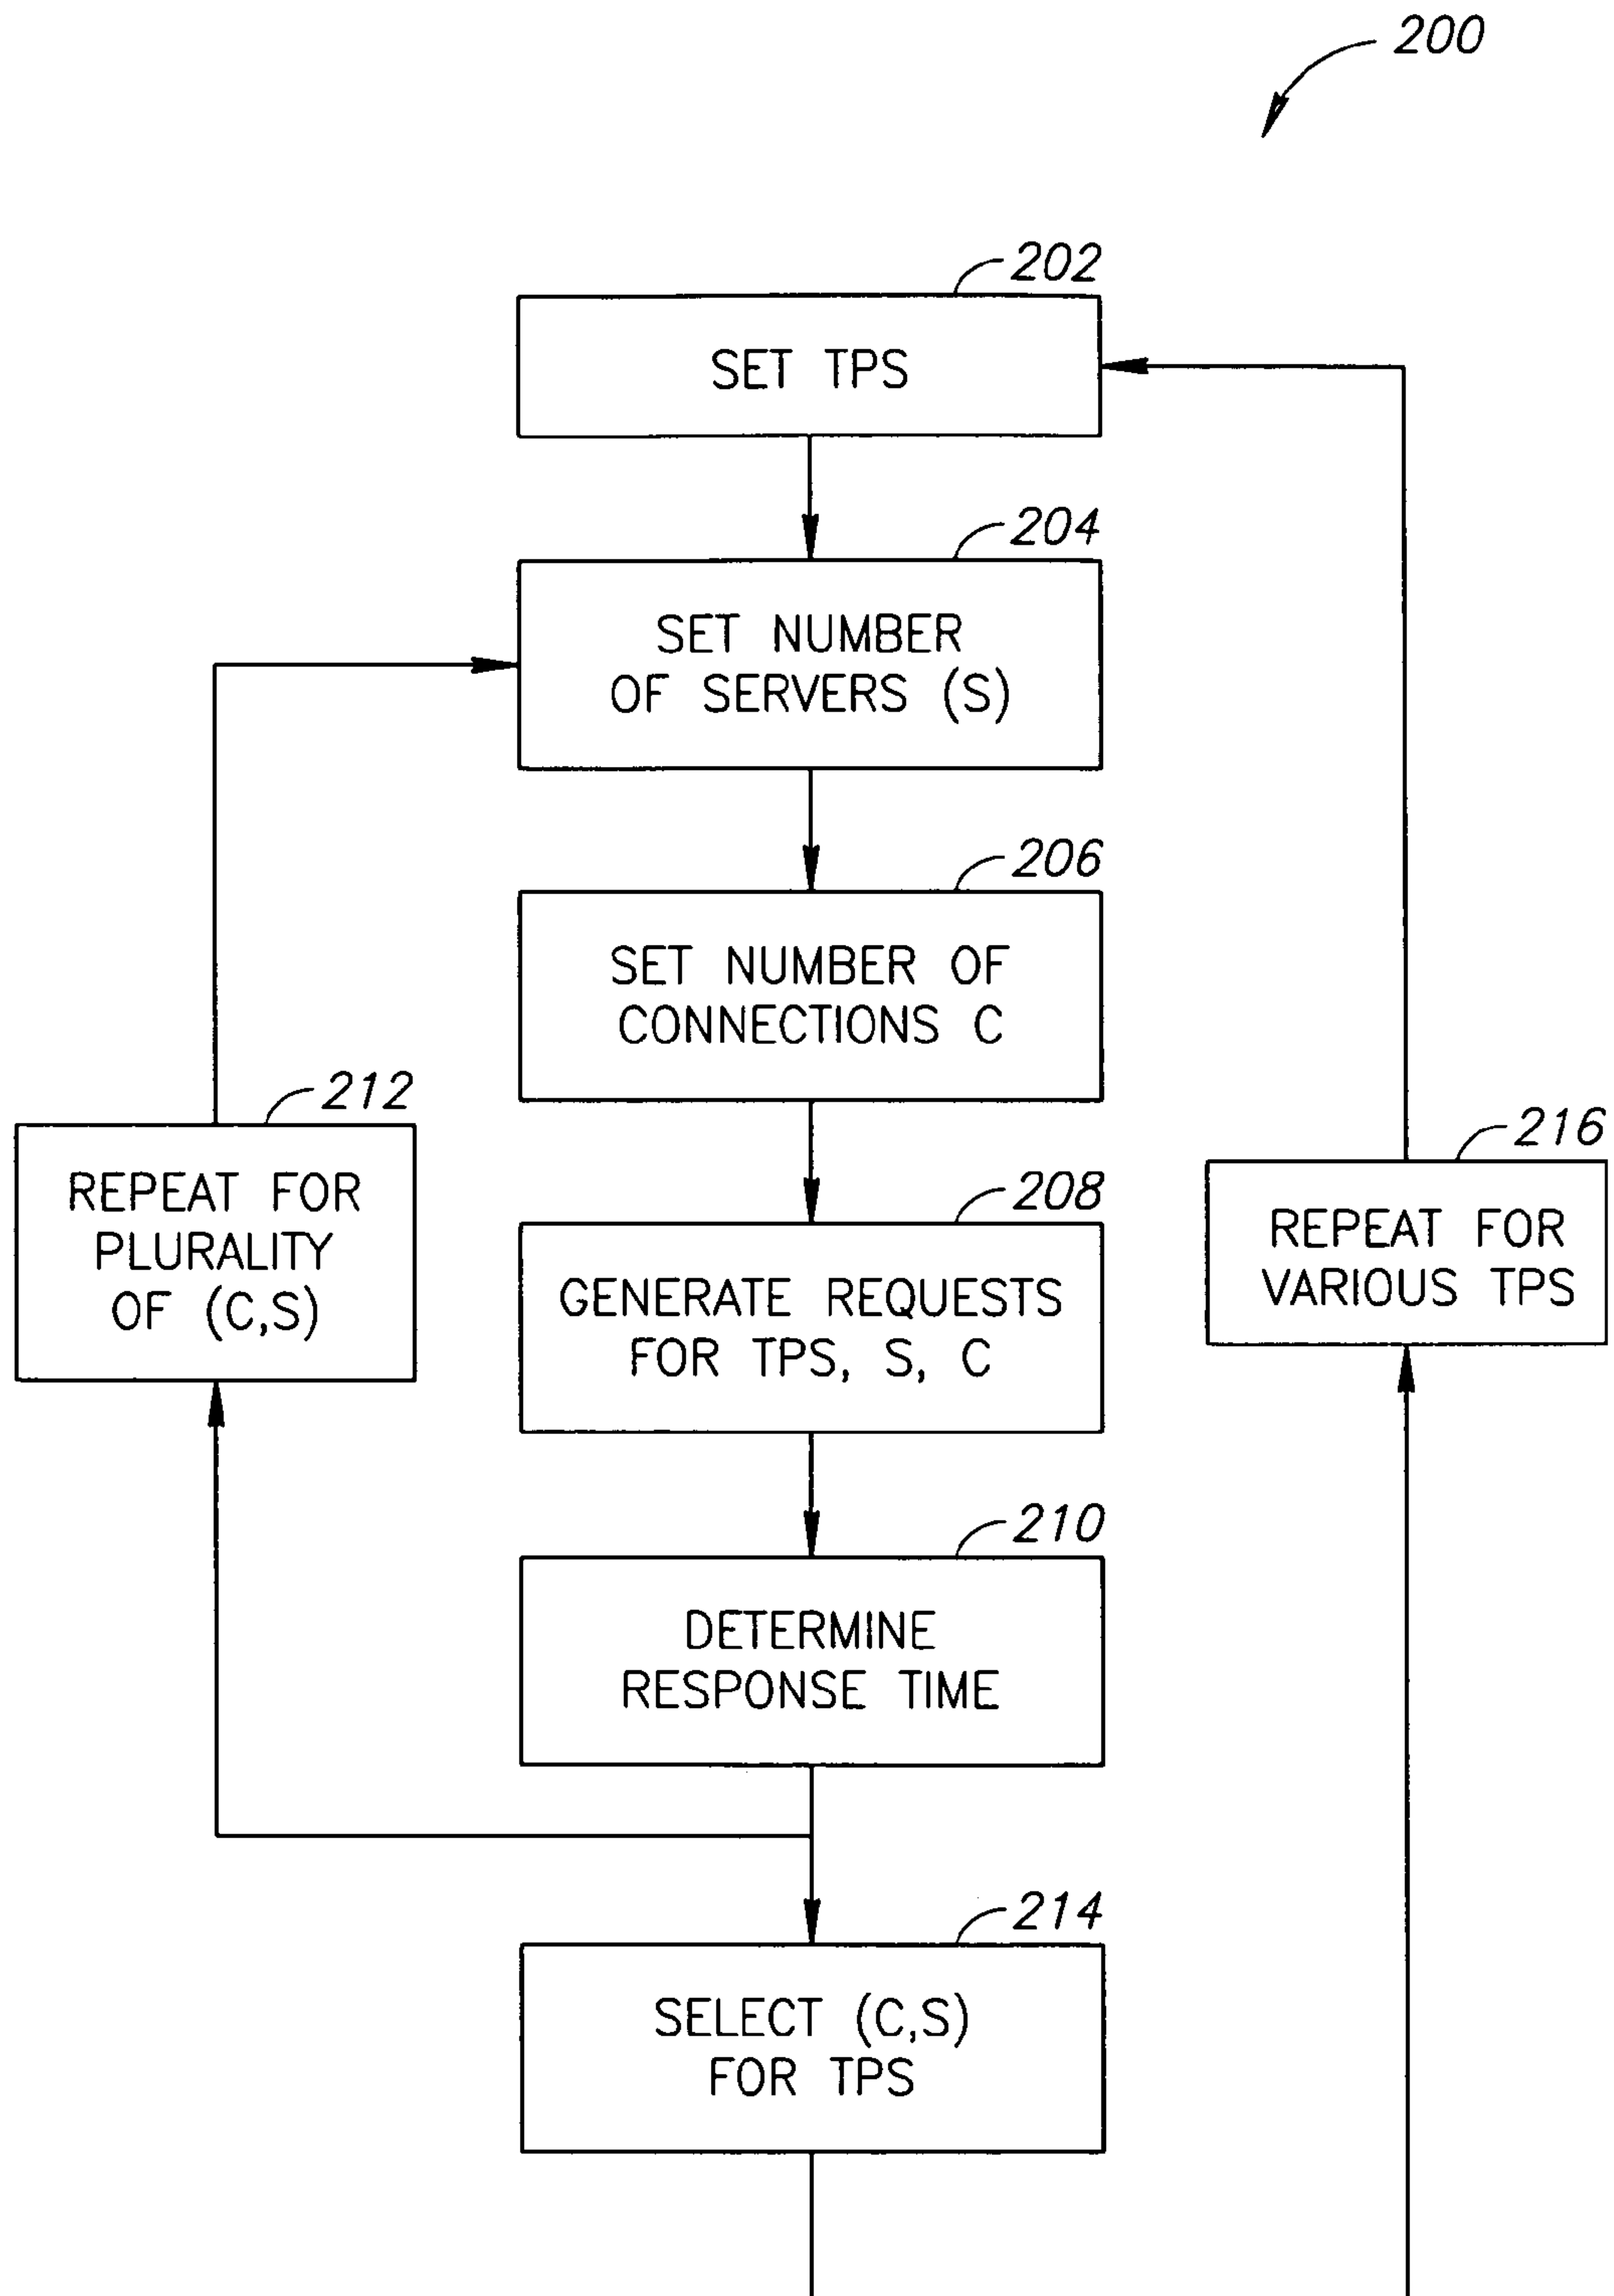 200
202
SET TPS
204
SET NUMBER
OF SERVERS (S)
206
SET NUMBER OF
CONNECTIONS C
212
REPEAT FOR
PLURALITY
OF (C,S)
216
REPEAT FOR
VARIOUS TPS
208
GENERATE REQUESTS
FOR TPS, S, C
210
DETERMINE
RESPONSE TIME
214
SELECT (C,S)
FOR TPS